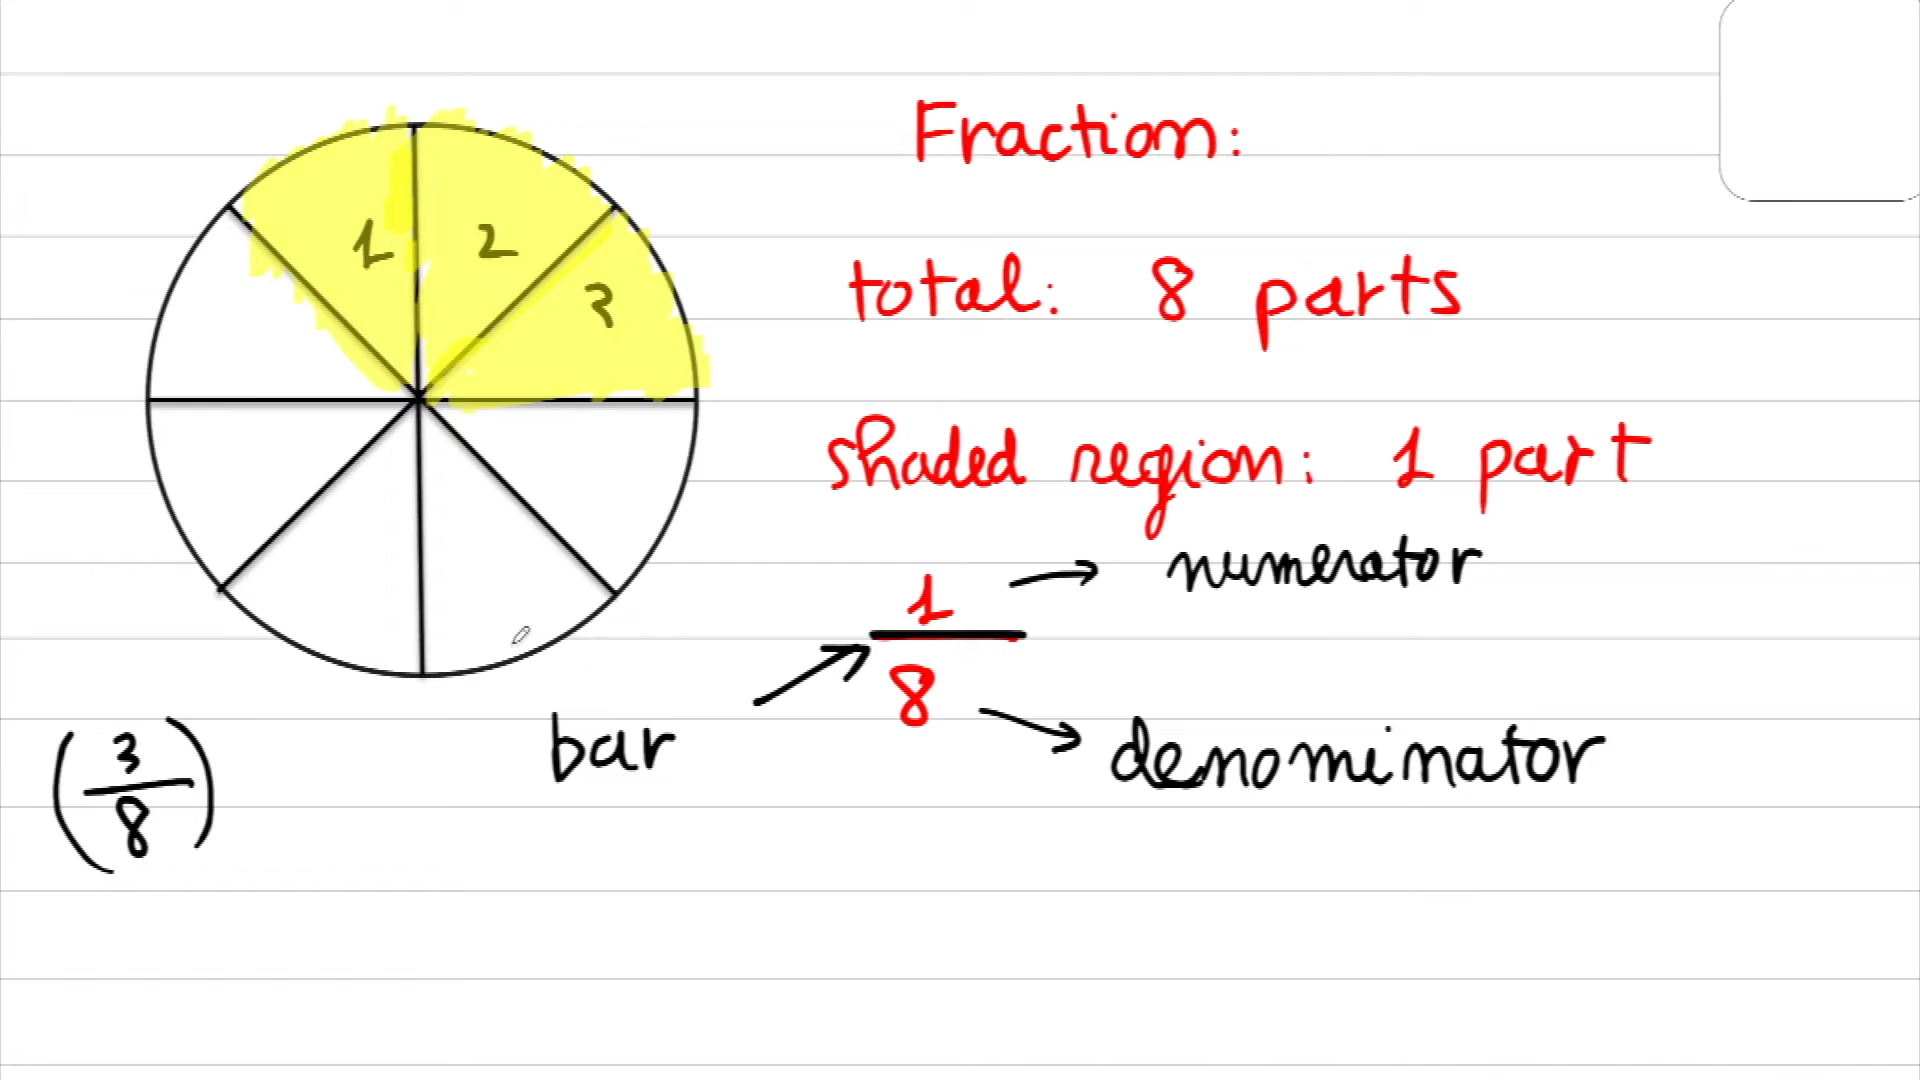 Fraction:
1 2
3
total: 8 parts
shaded region: 1 part
1 → numerator
8 → denominator
bar
3
8